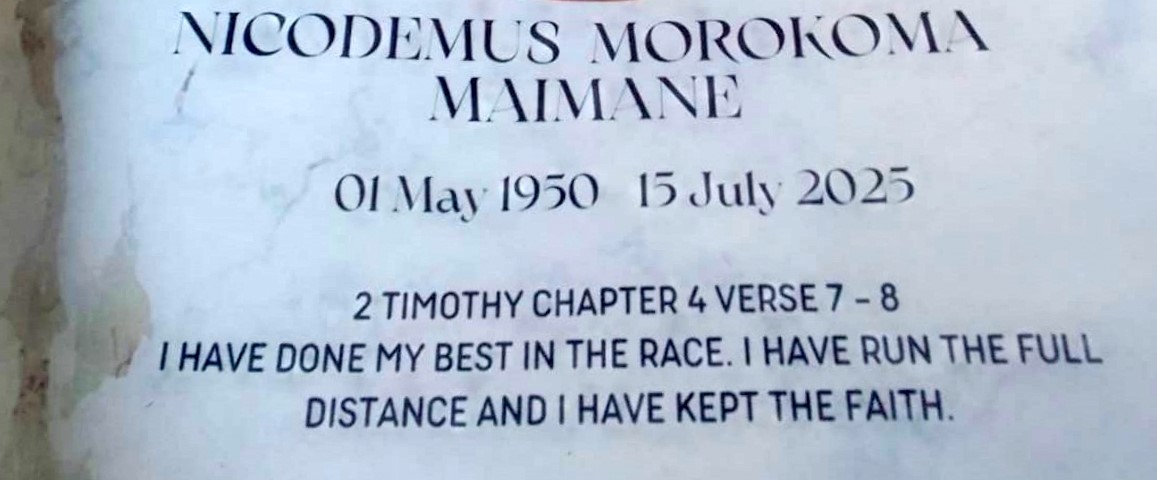 NICODEMUS MOROKOMA
MAIMANE
01 May 1950 15 July 2025
2 TIMOTHY CHAPTER 4 VERSE 7 - 8
I HAVE DONE MY BEST IN THE RACE. I HAVE RUN THE FULL
DISTANCE AND I HAVE KEPT THE FAITH.